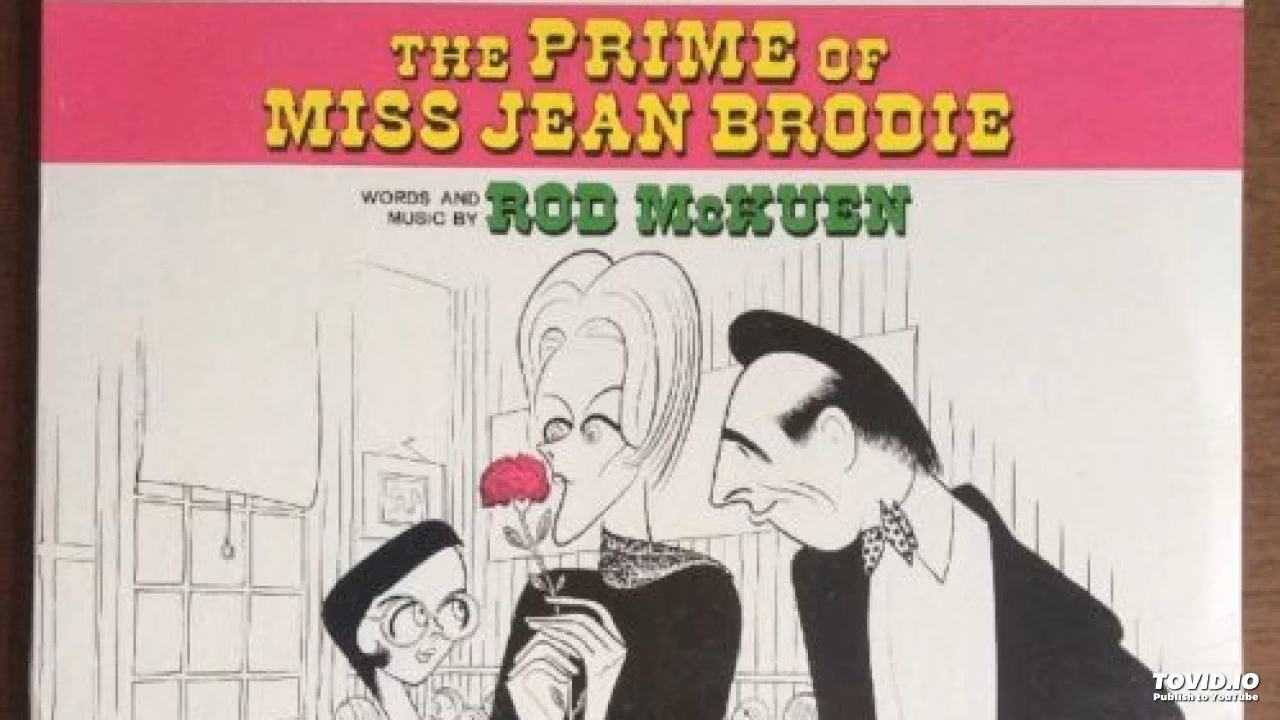 THE PRIME OF
MISS JEAN BRODIE
WORDS AND
MUSIC BY ROD McKUEN
TOVID.IO
Publish to YouTube